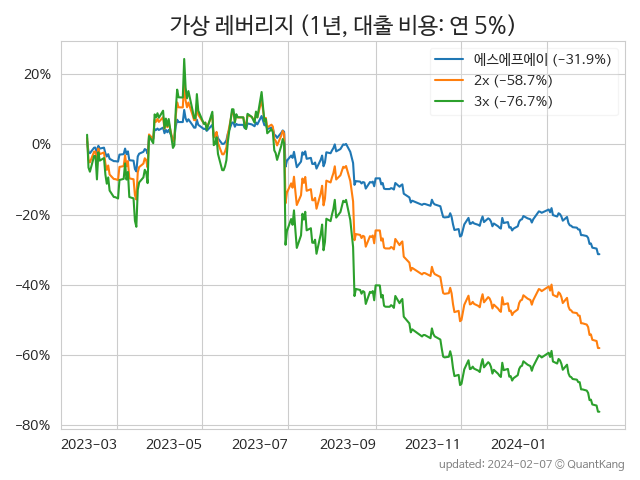 가상 레버리지 (1년, 대출 비용: 연 5%)
에스에프에이 (−31.9%)
2x (−58.7%)
3x (−76.7%)
20%
0%
−20%
−40%
−60%
−80%
2023-03 2023-05 2023-07 2023-09 2023-11 2024-01
updated: 2024-02-07 © QuantKang